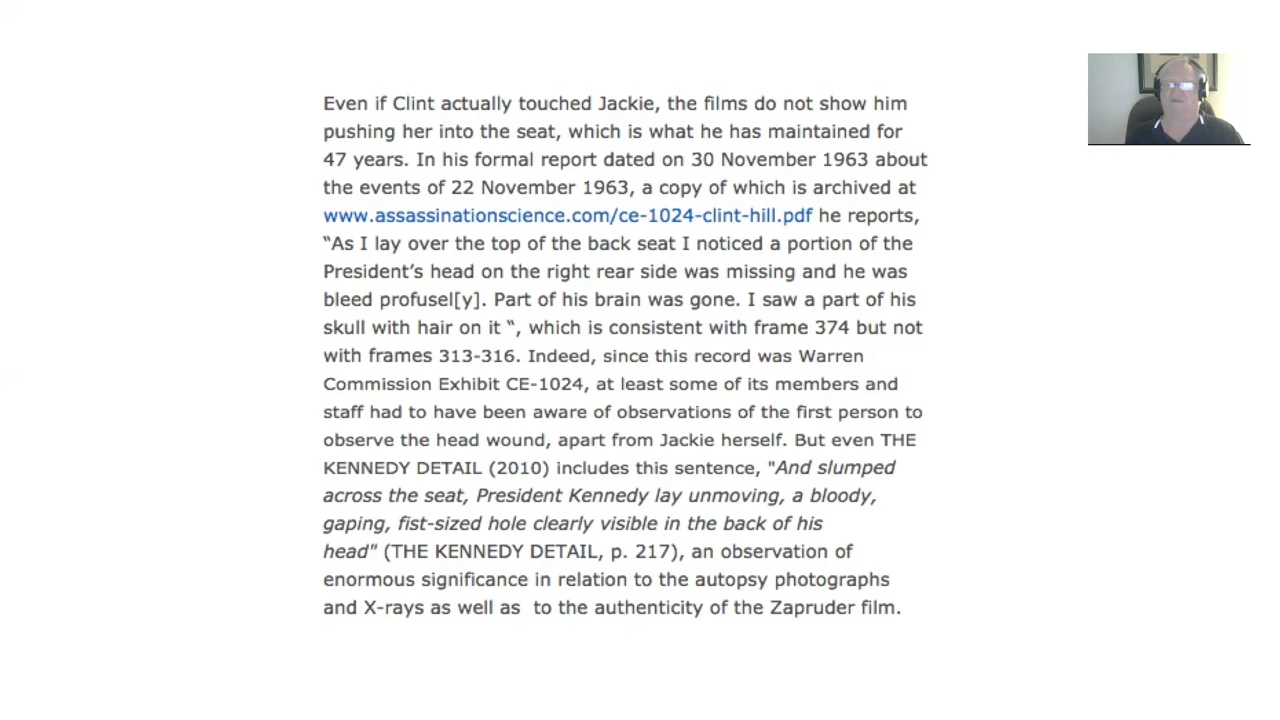 Even if Clint actually touched Jackie, the films do not show him
pushing her into the seat, which is what he has maintained for
47 years. In his formal report dated on 30 November 1963 about
the events of 22 November 1963, a copy of which is archived at
www.assassinationscience.com/ce-1024-clint-hill.pdf he reports,
“As I lay over the top of the back seat I noticed a portion of the
President’s head on the right rear side was missing and he was
bleed profusel[y]. Part of his brain was gone. I saw a part of his
skull with hair on it “, which is consistent with frame 374 but not
with frames 313-316. Indeed, since this record was Warren
Commission Exhibit CE-1024, at least some of its members and
staff had to have been aware of observations of the first person to
observe the head wound, apart from Jackie herself. But even THE
KENNEDY DETAIL (2010) includes this sentence, "And slumped
across the seat, President Kennedy lay unmoving, a bloody,
gaping, fist-sized hole clearly visible in the back of his
head" (THE KENNEDY DETAIL, p. 217), an observation of
enormous significance in relation to the autopsy photographs
and X-rays as well as  to the authenticity of the Zapruder film.